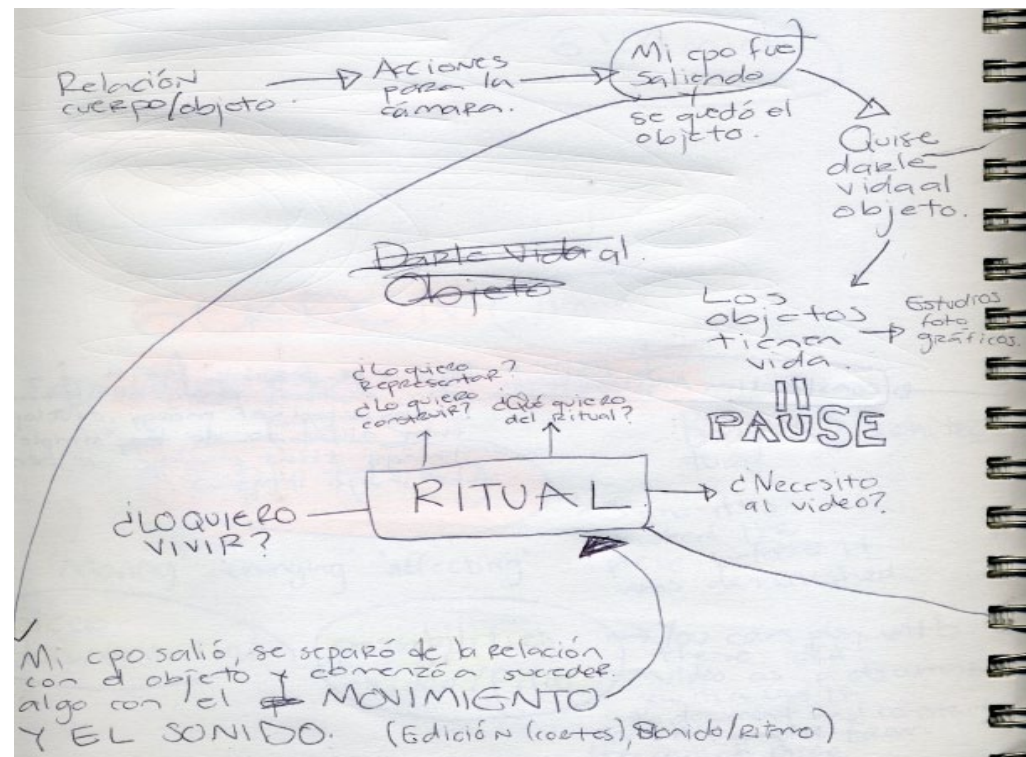 Relación
cuerpo/objeto.
Acciones
para la
cámara.
Mi cpo fue
saliendo
y
se quedó el
objeto.
Quise
darle
vida al
objeto.
Darle vida al
Objeto
Los
objetos
tienen
vida.
Estudios
foto
gráficos.
PAUSE
¿Lo quiero
representar?
¿Lo quiero
construir?
¿Qué quiero
del ritual?
RITUAL
¿LO QUIERO
VIVIR?
¿Necesito
al video?
Mi cpo salió, se separó de la relación
con el objeto y comenzó a suceder
algo con el MOVIMIENTO
Y EL SONIDO. (Edición (cortes), Sonido/Ritmo)